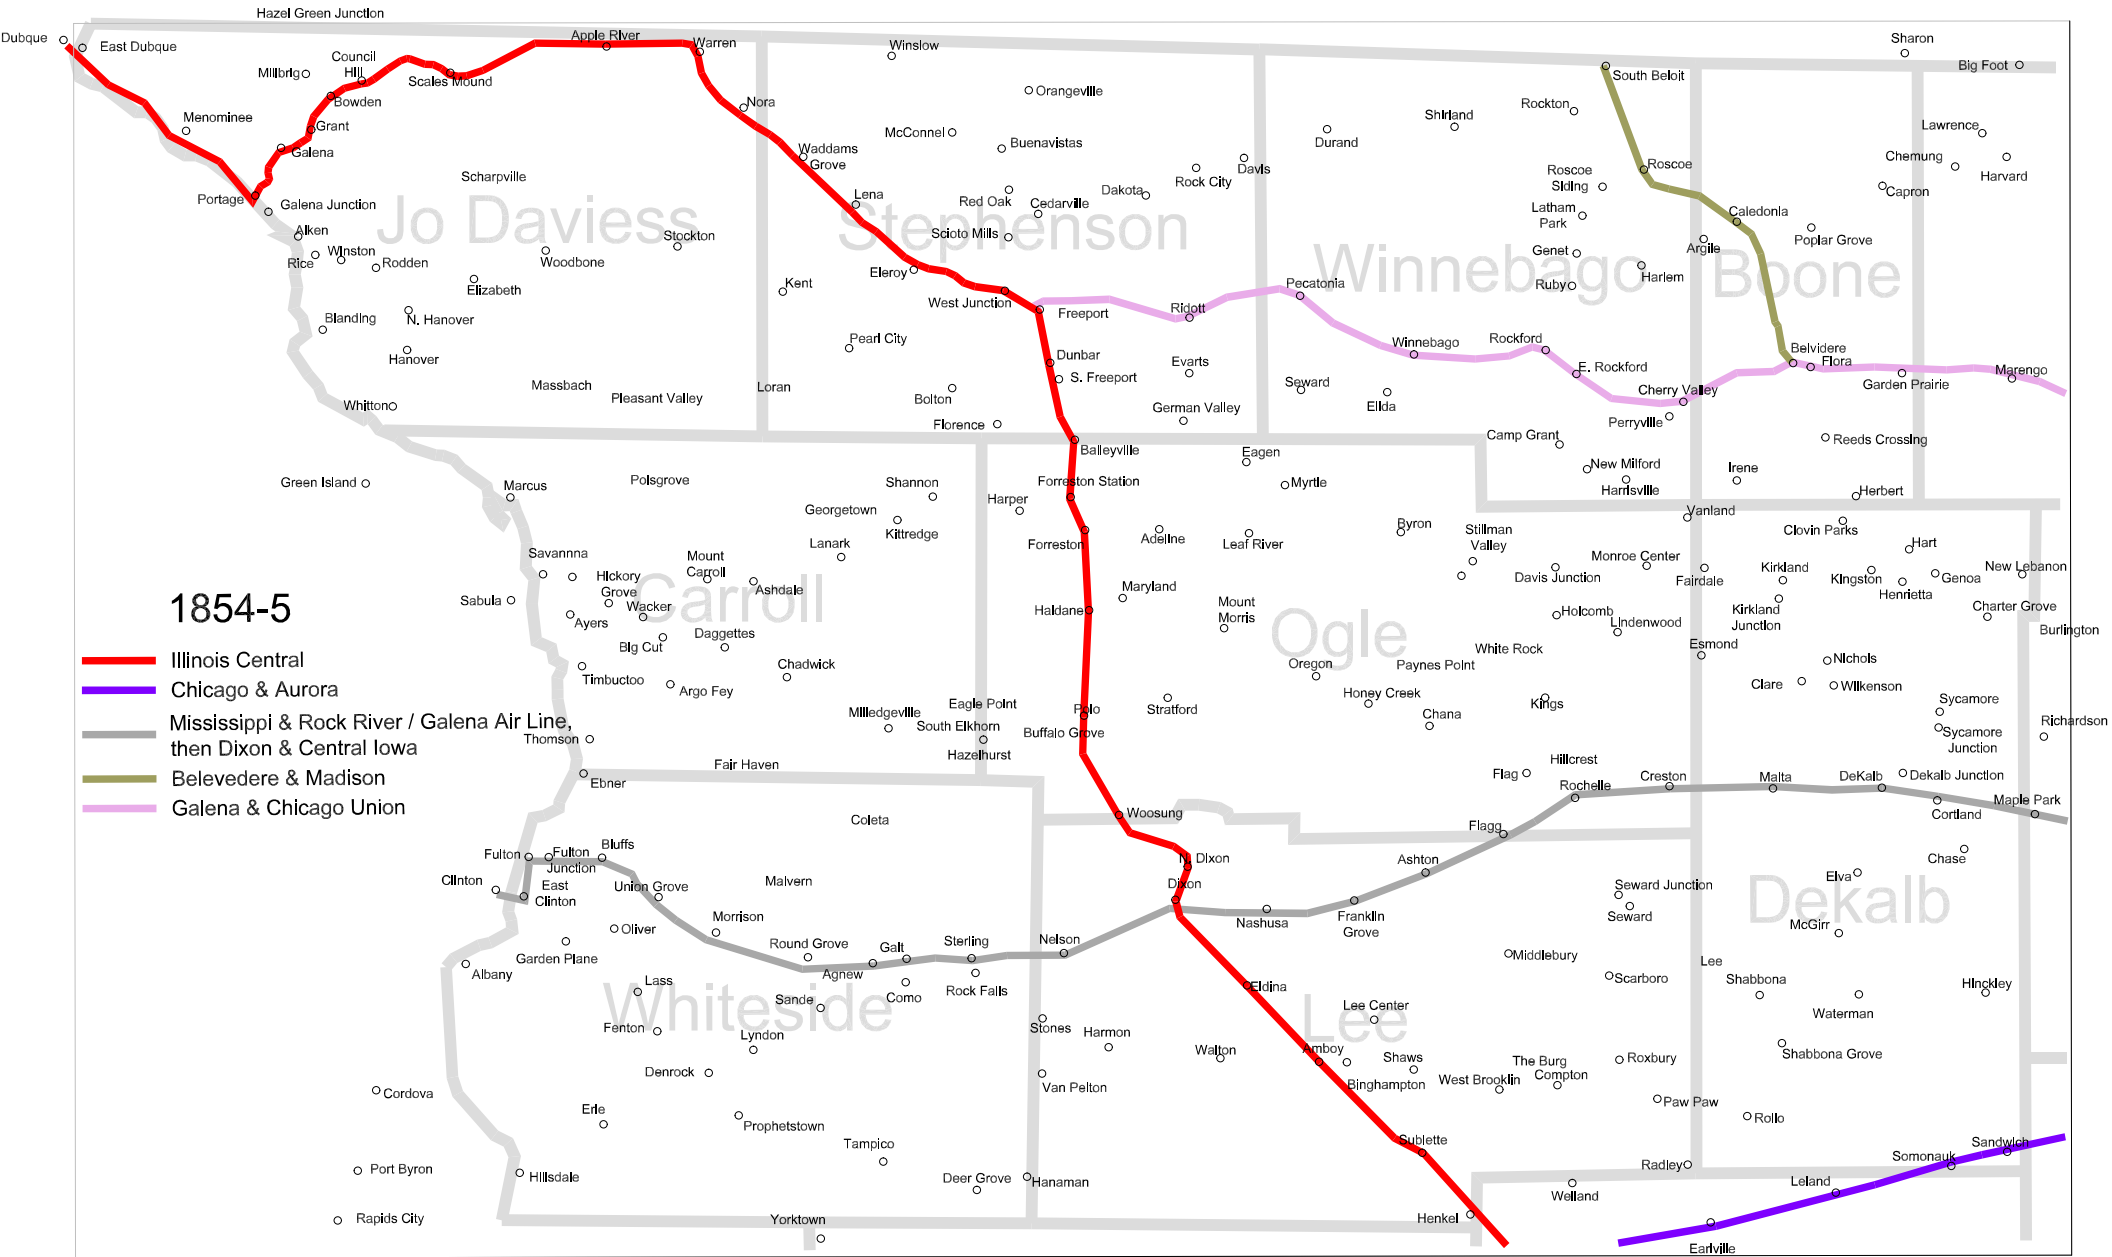 Hazel Green Junction
Dubque
East Dubque
Council
Hill
Millbrig
Apple River
Scales Mound
Warren
Winslow
Sharon
Big Foot
South Beloit
Bowden
Nora
Orangeville
Rockton
Menominee
Grant
McConnel
Buenavistas
Durand
Shirland
Lawrence
Galena
Waddams
Grove
Rock City
Davis
Roscoe
Roscoe
Siding
Chemung
Harvard
Capron
Scharpville
Portage
Galena Junction
Lena
Red Oak
Cedarville
Dakota
Latham
Park
Caledonia
Jo Daviess
Stephenson
Aiken
Winston
Rice
Rodden
Woodbone
Stockton
Scioto Mills
Genet
Argile
Poplar Grove
Winnebago
Boone
Elizabeth
Kent
Eleroy
West Junction
Freeport
Ridott
Pecatonia
Ruby
Harlem
Blanding
N. Hanover
Hanover
Pearl City
Dunbar
S. Freeport
Evarts
Winnebago
Rockford
E. Rockford
Belvidere
Flora
Garden Prairie
Marengo
Massbach
Pleasant Valley
Loran
Bolton
German Valley
Seward
Elida
Cherry Valley
Whitton
Florence
Perryville
Balleyville
Camp Grant
Reeds Crossing
Green Island
Marcus
Polsgrove
Shannon
Harper
Forreston Station
Eagen
Myrtle
New Milford
Harrisville
Irene
Herbert
Georgetown
Kittredge
Lanark
Forreston
Adeline
Leaf River
Byron
Stillman
Valley
Vanland
Clovin Parks
Hart
Savannna
Hickory
Grove
Mount
Carroll
Ashdale
Carroll
Davis Junction
Monroe Center
Fairdale
Kirkland
Kingston
Henrietta
Genoa
New Lebanon
Sabula
Ayers
Wacker
Haldane
Maryland
Mount
Morris
Ogle
Holcomb
Lindenwood
Kirkland
Junction
Charter Grove
Burlington
1854-5
Big Cut
Daggettes
Chadwick
Oregon
Paynes Point
White Rock
Esmond
Nichols
Illinois Central
Timbuctoo
Argo Fey
Honey Creek
Clare
Wilkenson
Chicago & Aurora
Milledgeville
Eagle Point
South Elkhorn
Polo
Stratford
Chana
Kings
Sycamore
Richardson
Mississippi & Rock River / Galena Air Line,
then Dixon & Central Iowa
Thomson
Hazelhurst
Buffalo Grove
Sycamore
Junction
Belevedere & Madison
Ebner
Fair Haven
Flag
Hillcrest
Rochelle
Creston
Malta
DeKalb
Dekalb Junction
Galena & Chicago Union
Coleta
Woosung
Flagg
Cortland
Maple Park
Fulton
Fulton
Junction
Bluffs
N. Dixon
Ashton
Chase
Clinton
East
Clinton
Union Grove
Malvern
Dixon
Seward Junction
Seward
Elva
Dekalb
Oliver
Morrison
Nashusa
Franklin
Grove
McGirr
Garden Plane
Round Grove
Galt
Sterling
Nelson
Middlebury
Lee
Albany
Lass
Agnew
Como
Rock Falls
Eldina
Scarboro
Shabbona
Hinckley
Whiteside
Sande
Lee
Lee Center
Waterman
Fenton
Lyndon
Stones
Harmon
Walton
Amboy
Binghampton
Shaws
The Burg
Compton
Roxbury
Shabbona Grove
Denrock
Van Pelton
West Brooklin
Cordova
Erie
Prophetstown
Paw Paw
Rollo
Tampico
Sublette
Sandwich
Port Byron
Hillsdale
Deer Grove
Hanaman
Radley
Somonauk
Welland
Leland
Rapids City
Yorktown
Henkel
Earlville